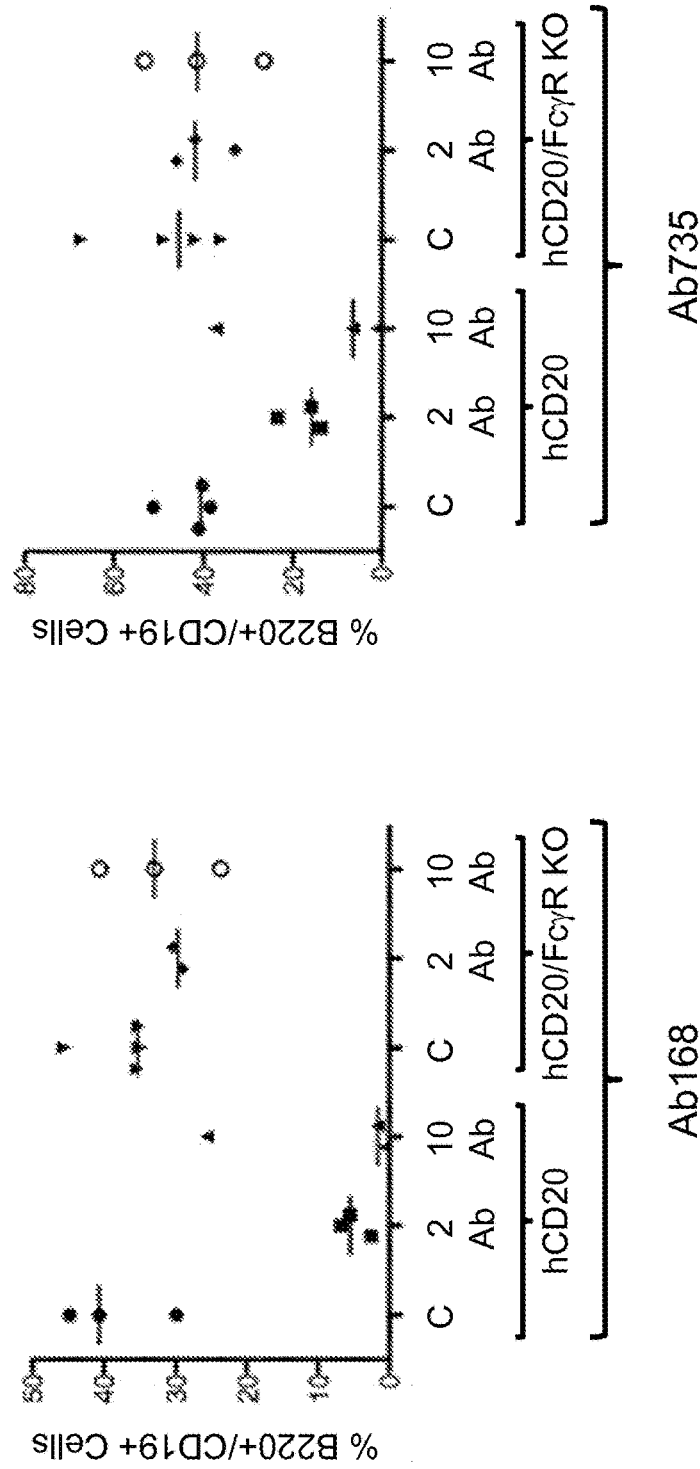 % B220+/CD19+ Cells
50
40
30
20
10
0
C 2 10 C 2 10
Ab Ab Ab Ab
hCD20 hCD20/FcγR KO
Ab168
% B220+/CD19+ Cells
80
60
40
20
0
C 2 10 C 2 10
Ab Ab Ab Ab
hCD20 hCD20/FcγR KO
Ab735